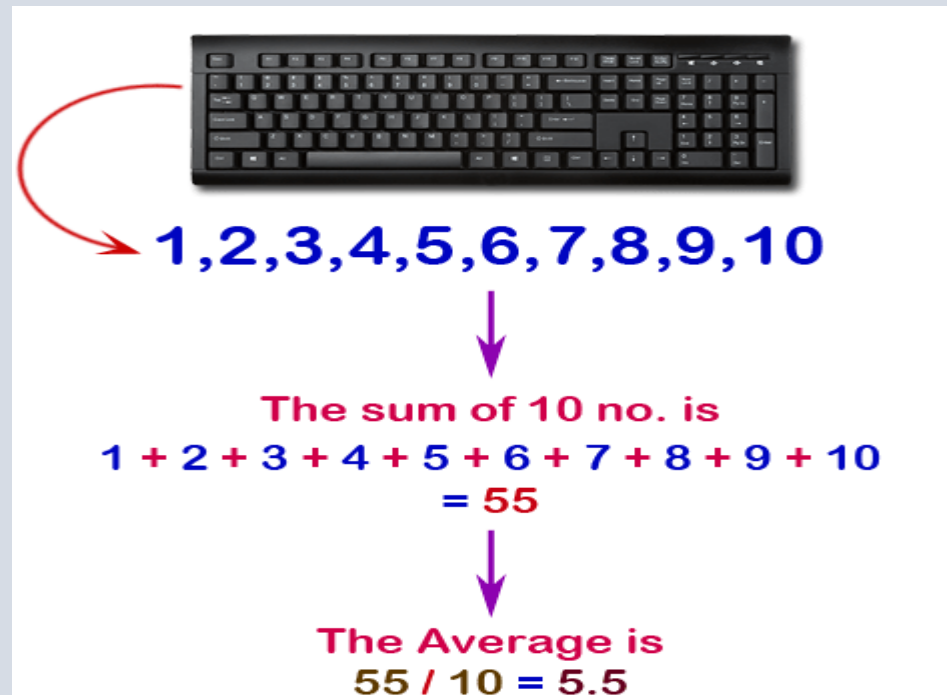 1,2,3,4,5,6,7,8,9,10
The sum of 10 no. is
1 + 2 + 3 + 4 + 5 + 6 + 7 + 8 + 9 + 10
= 55
The Average is
55 / 10 = 5.5